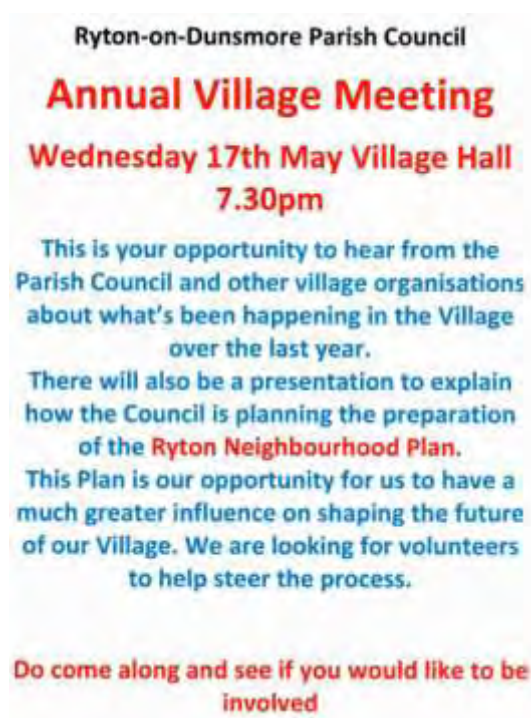 Ryton-on-Dunsmore Parish Council
Annual Village Meeting
Wednesday 17th May Village Hall
7.30pm
This is your opportunity to hear from the
Parish Council and other village organisations
about what's been happening in the Village
over the last year.
There will also be a presentation to explain
how the Council is planning the preparation
of the Ryton Neighbourhood Plan.
This Plan is our opportunity for us to have a
much greater influence on shaping the future
of our Village. We are looking for volunteers
to help steer the process.
Do come along and see if you would like to be
involved